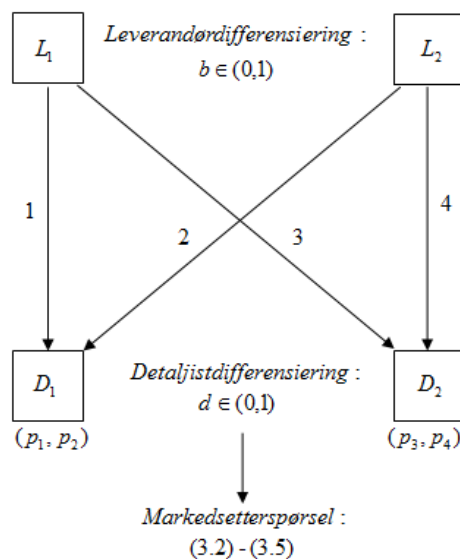 L₁
Leverandørdifferensiering :
b ∈ (0,1)
L₂
1
2
3
4
D₁
Detaljistdifferensiering :
d ∈ (0,1)
D₂
(p₁, p₂)
(p₃, p₄)
Markedsetterspørsel :
(3.2) - (3.5)